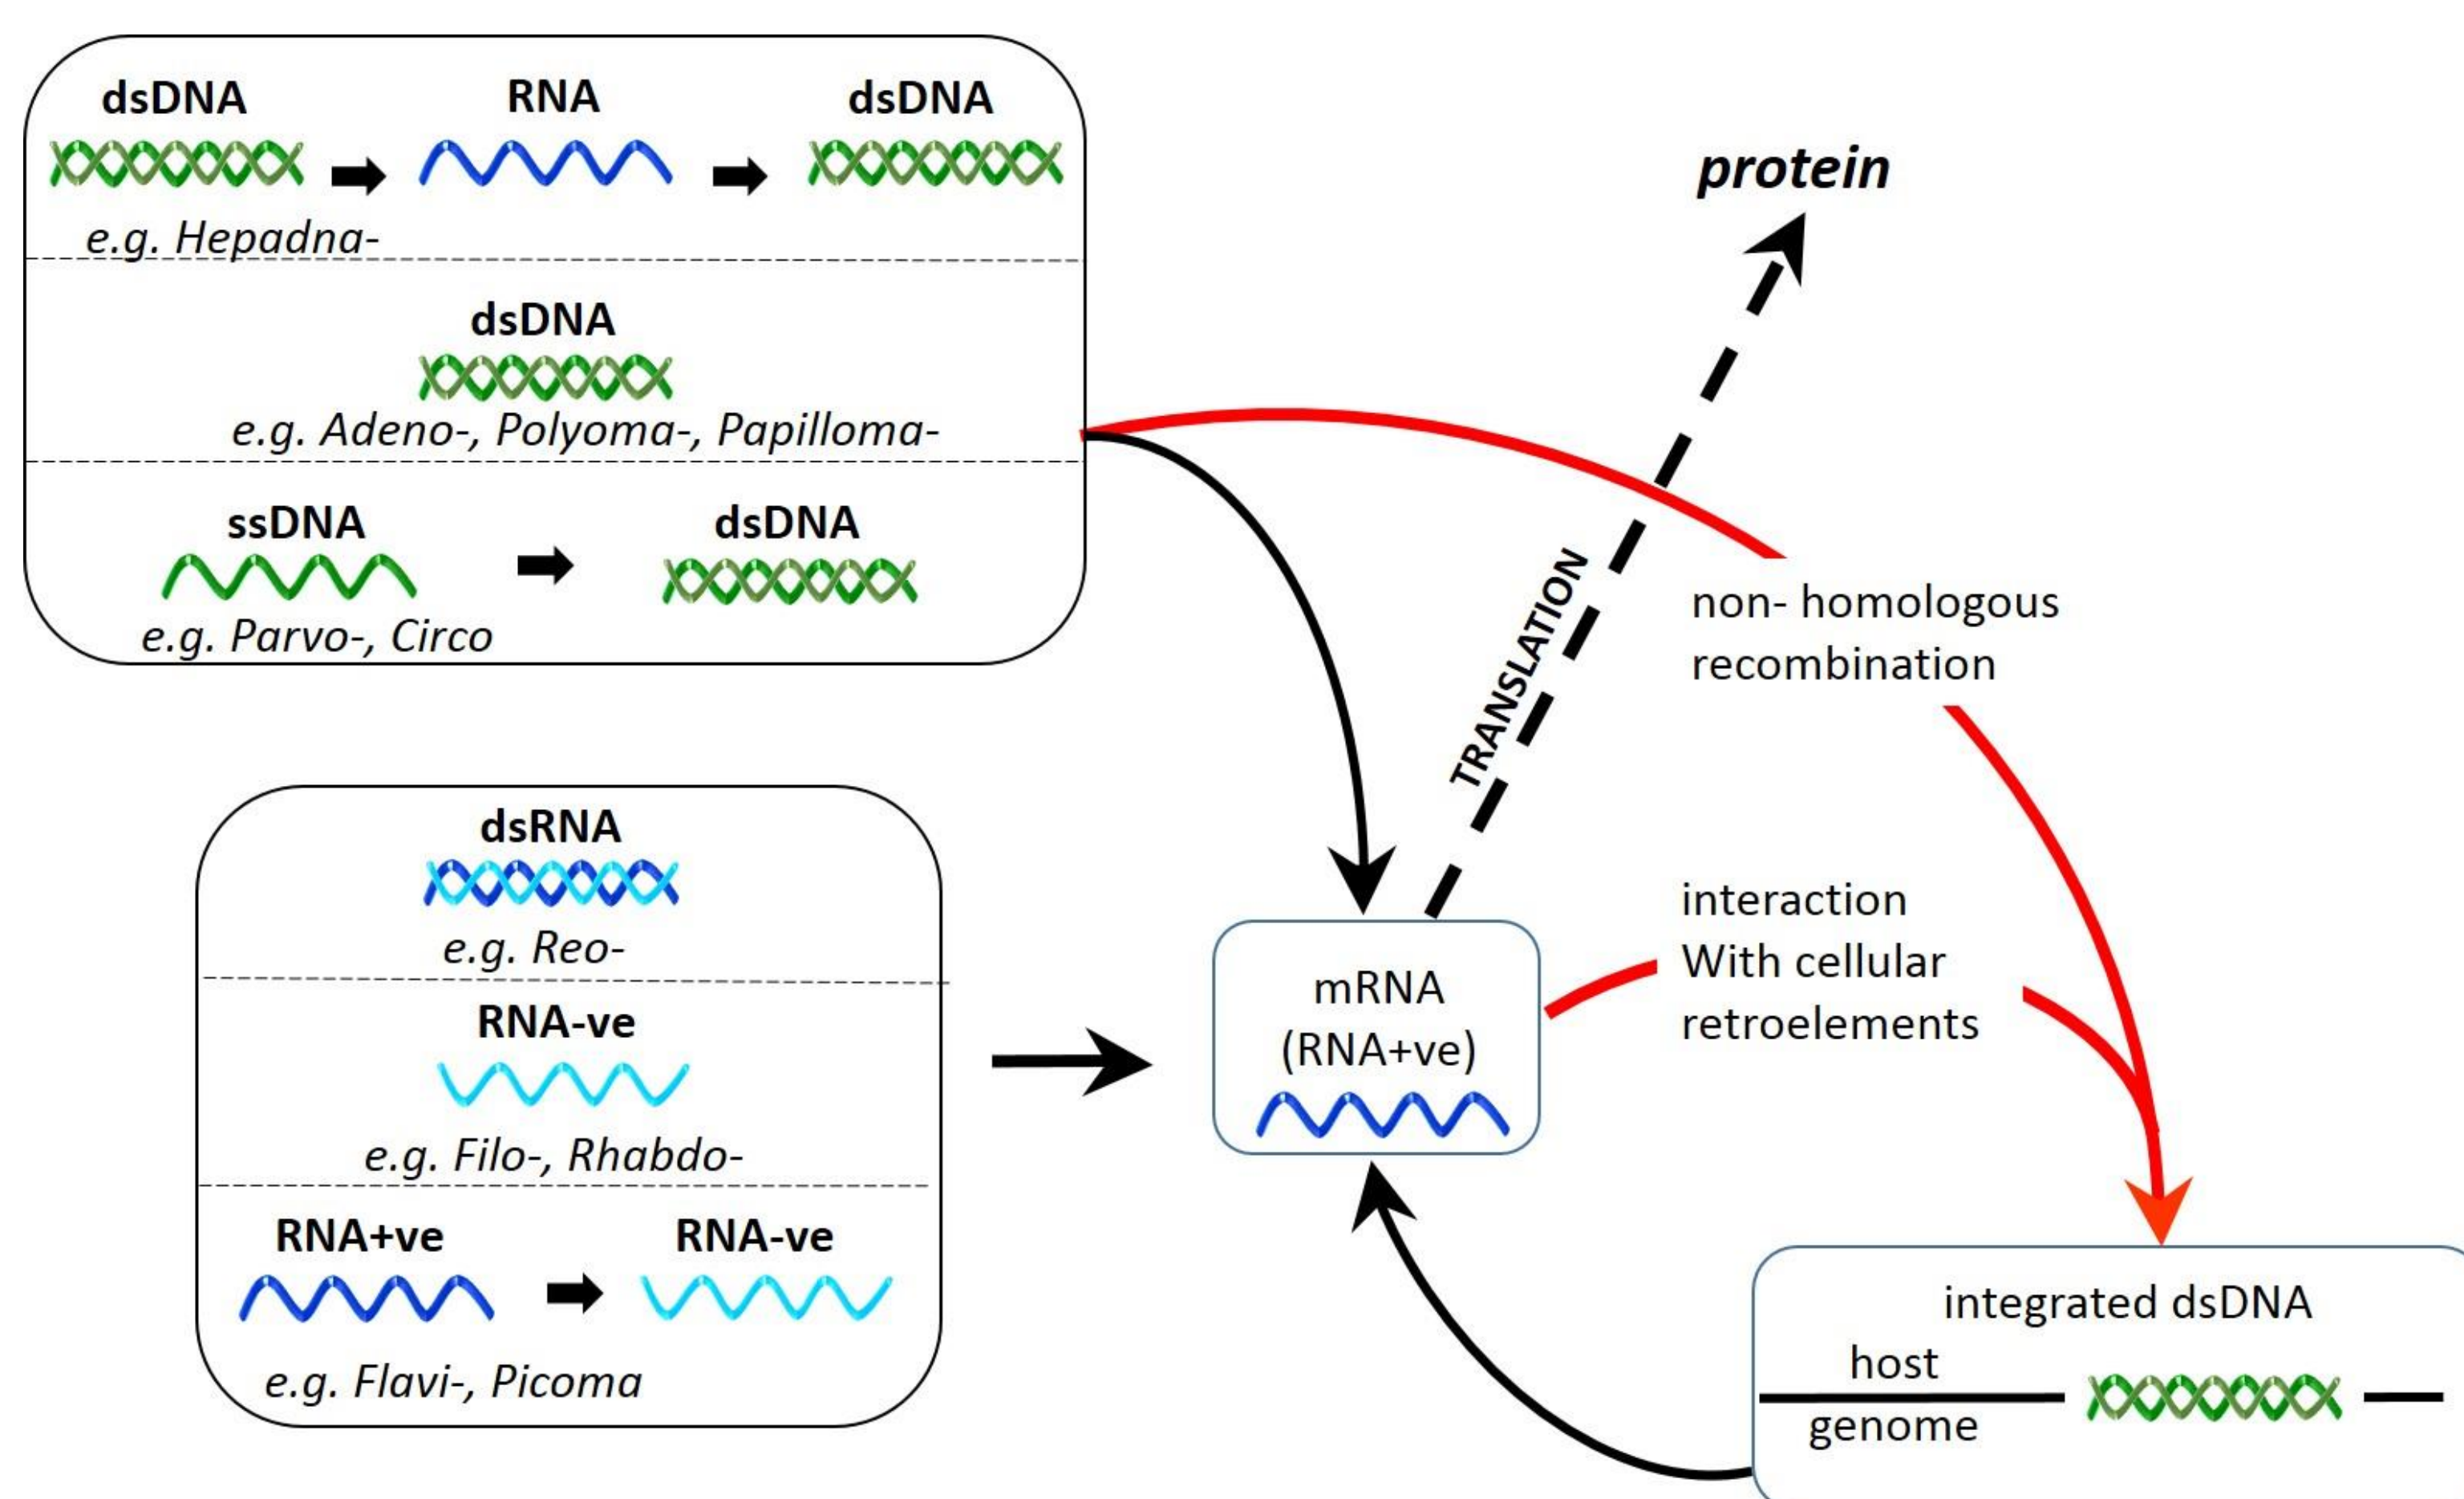 dsDNA
RNA
dsDNA
e.g. Hepadna-
dsDNA
e.g. Adeno-, Polyoma-, Papilloma-
ssDNA
dsDNA
e.g. Parvo-, Circo
protein
TRANSLATION
non- homologous
recombination
dsRNA
e.g. Reo-
RNA-ve
e.g. Filo-, Rhabdo-
RNA+ve
RNA-ve
e.g. Flavi-, Picoma
mRNA
(RNA+ve)
interaction
With cellular
retroelements
integrated dsDNA
host
genome